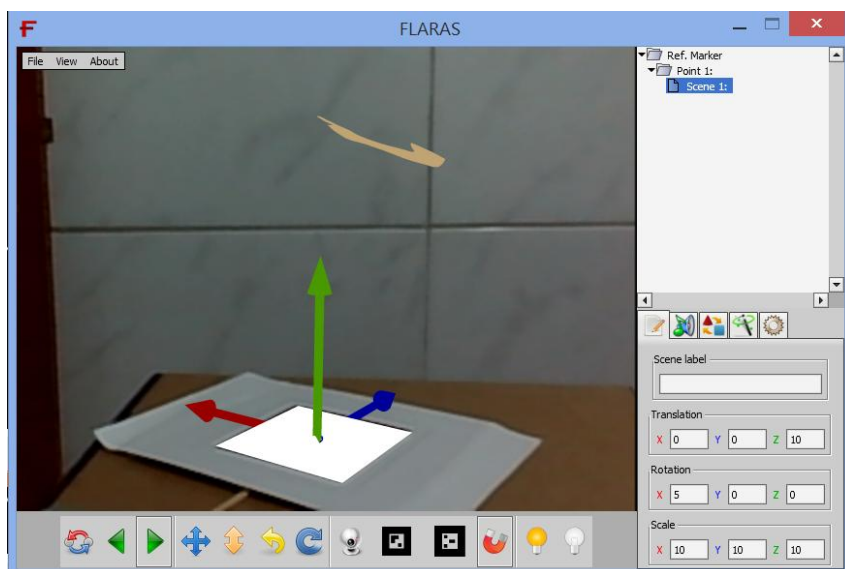 F FLARAS
File View About
Ref. Marker
Point 1:
Scene 1:
Scene label
Translation
X 0 Y 0 Z 10
Rotation
X 5 Y 0 Z 0
Scale
X 10 Y 10 Z 10